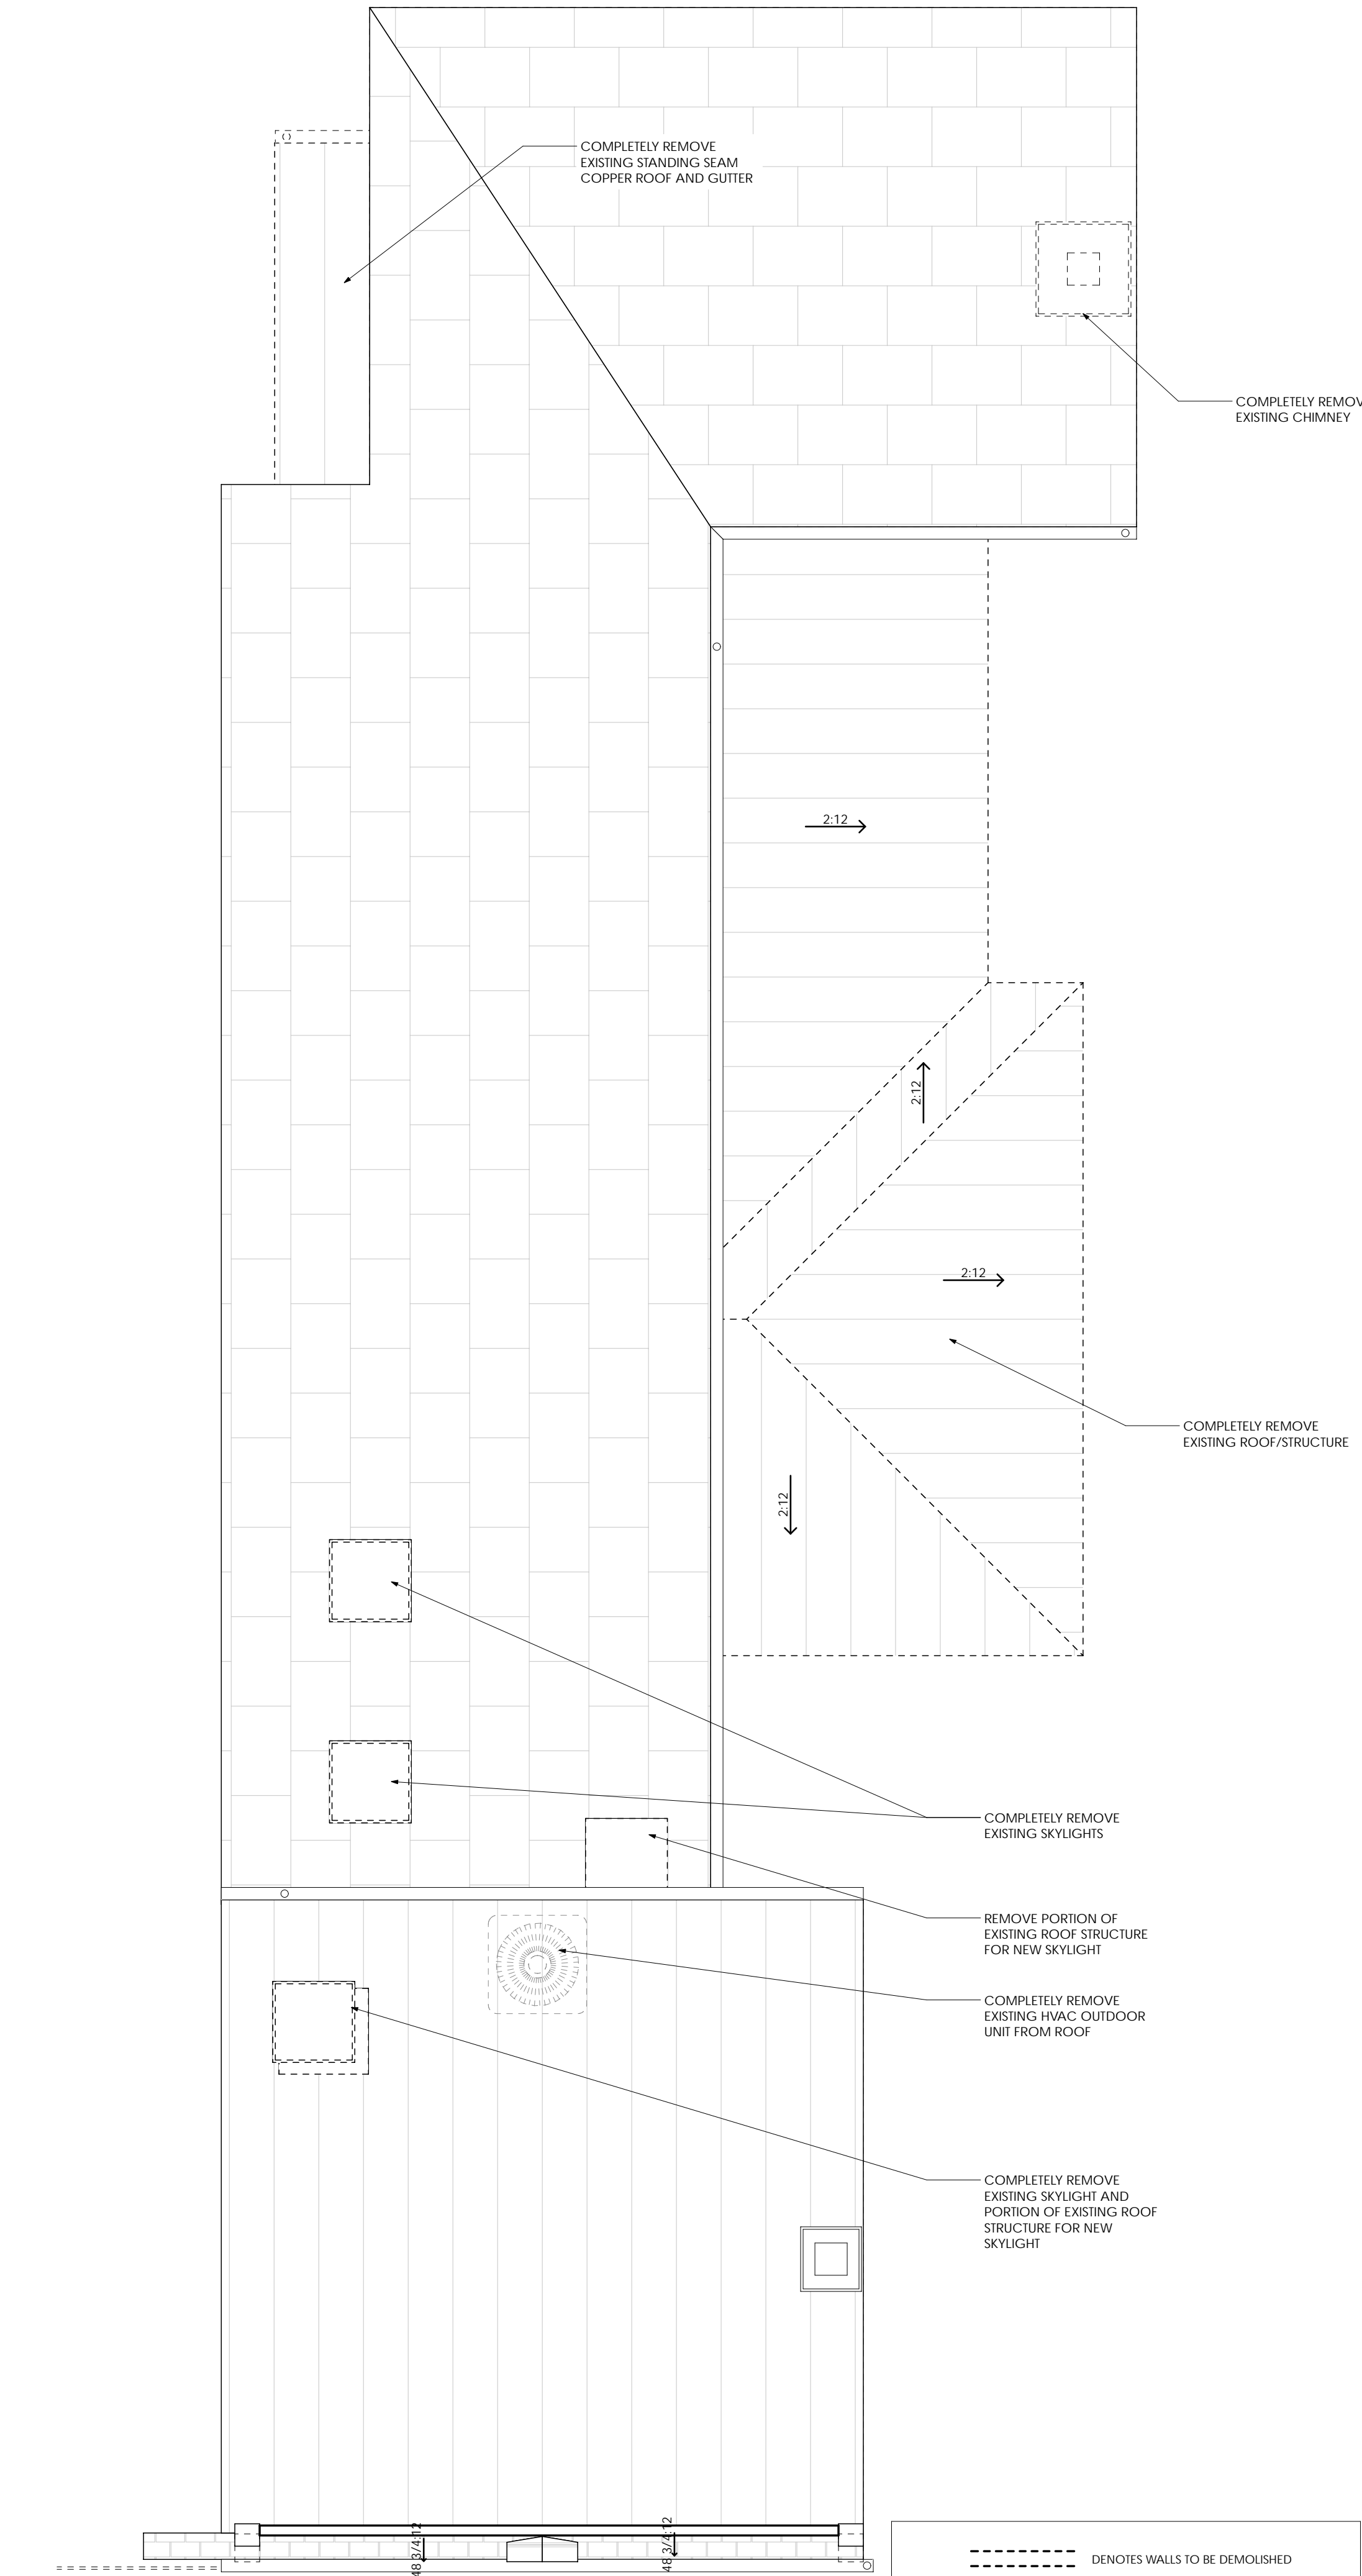 COMPLETELY REMOVE
EXISTING STANDING SEAM
COPPER ROOF AND GUTTER
COMPLETELY REMOV
EXISTING CHIMNEY
2:12
2:12
2:12
COMPLETELY REMOVE
EXISTING ROOF/STRUCTURE
2:12
COMPLETELY REMOVE
EXISTING SKYLIGHTS
REMOVE PORTION OF
EXISTING ROOF STRUCTURE
FOR NEW SKYLIGHT
COMPLETELY REMOVE
EXISTING HVAC OUTDOOR
UNIT FROM ROOF
COMPLETELY REMOVE
EXISTING SKYLIGHT AND
PORTION OF EXISTING ROOF
STRUCTURE FOR NEW
SKYLIGHT
48 3/4:12
48 3/4:12
DENOTES WALLS TO BE DEMOLISHED